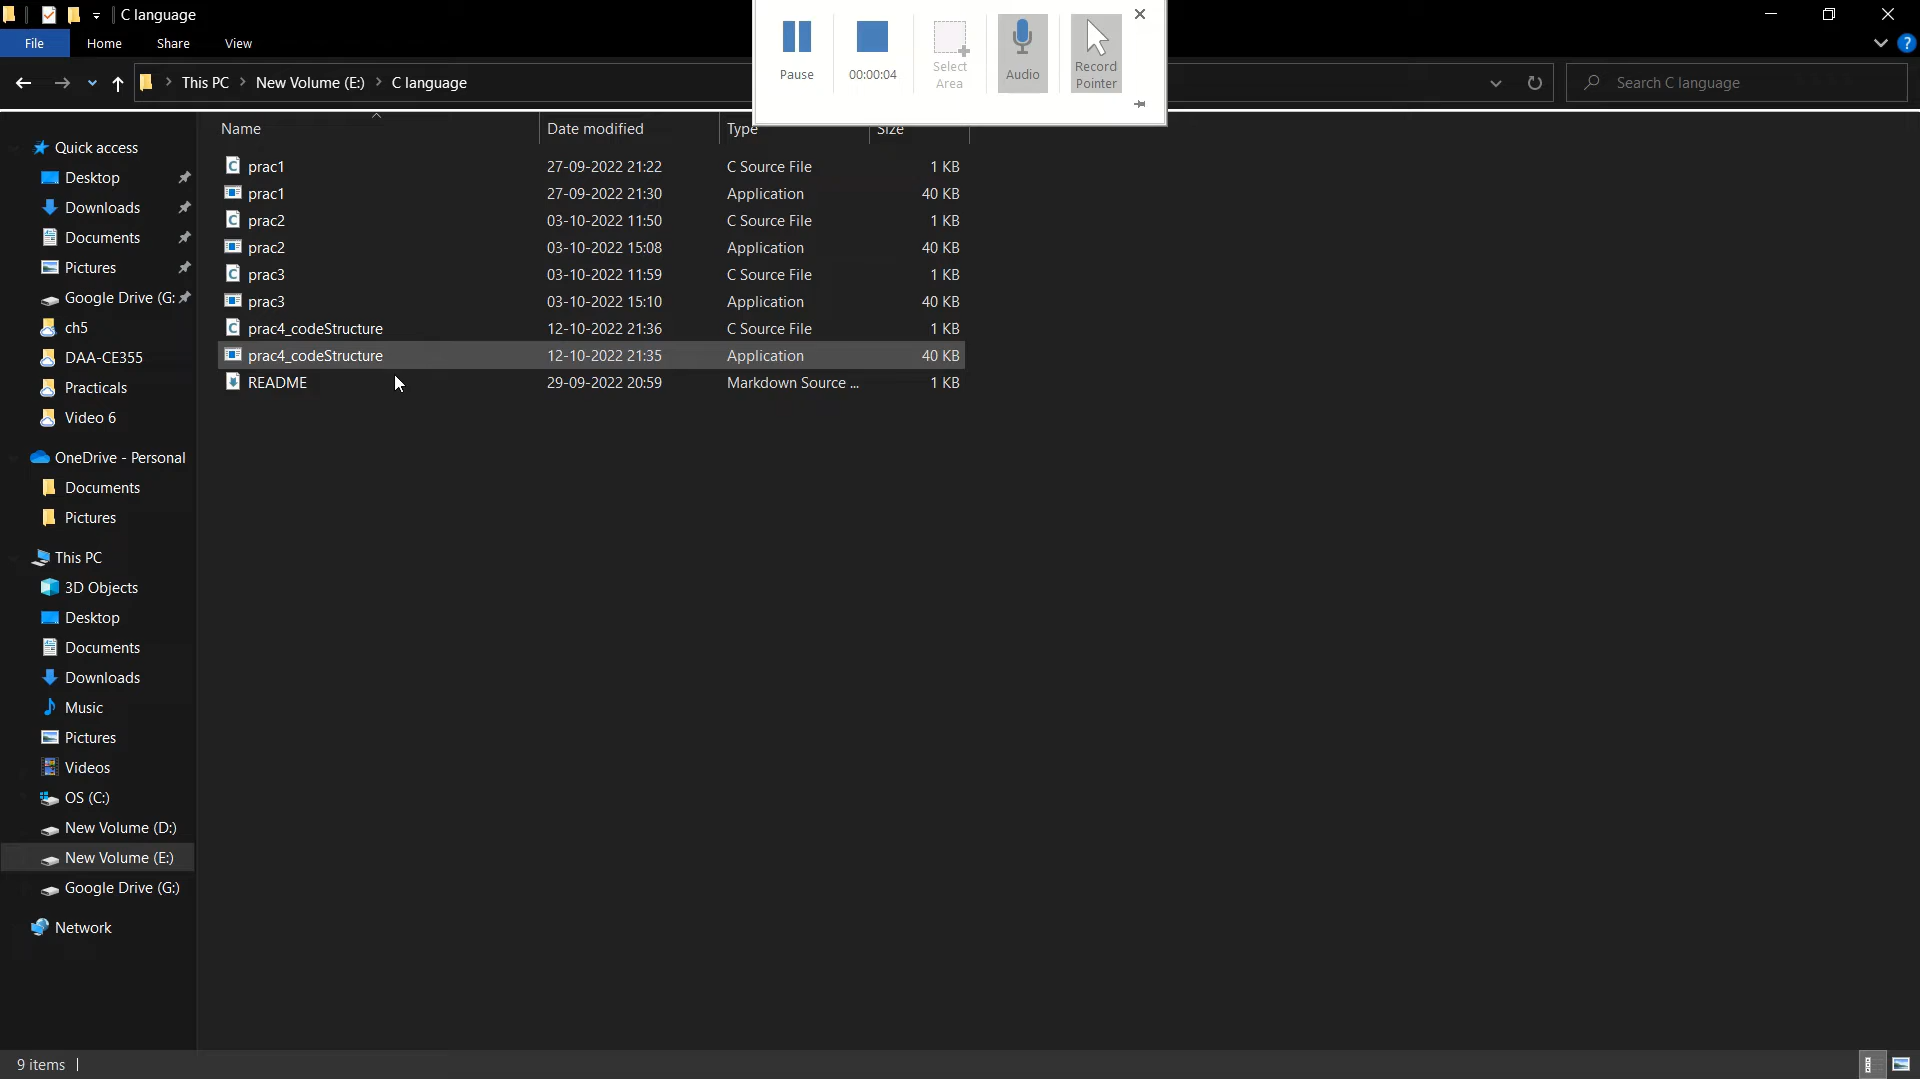 C language
File Home Share View
This PC > New Volume (E:) > C language
Search C language
Pause
00:00:04
Select Area
Audio
Record Pointer
Name Date modified Type Size
prac1 27-09-2022 21:22 C Source File 1 KB
prac1 27-09-2022 21:30 Application 40 KB
prac2 03-10-2022 11:50 C Source File 1 KB
prac2 03-10-2022 15:08 Application 40 KB
prac3 03-10-2022 11:59 C Source File 1 KB
prac3 03-10-2022 15:10 Application 40 KB
prac4_codeStructure 12-10-2022 21:36 C Source File 1 KB
prac4_codeStructure 12-10-2022 21:35 Application 40 KB
README 29-09-2022 20:59 Markdown Source ... 1 KB
Quick access
Desktop
Downloads
Documents
Pictures
Google Drive (G:
ch5
DAA-CE355
Practicals
Video 6
OneDrive - Personal
Documents
Pictures
This PC
3D Objects
Desktop
Documents
Downloads
Music
Pictures
Videos
OS (C:)
New Volume (D:)
New Volume (E:)
Google Drive (G:)
Network
9 items